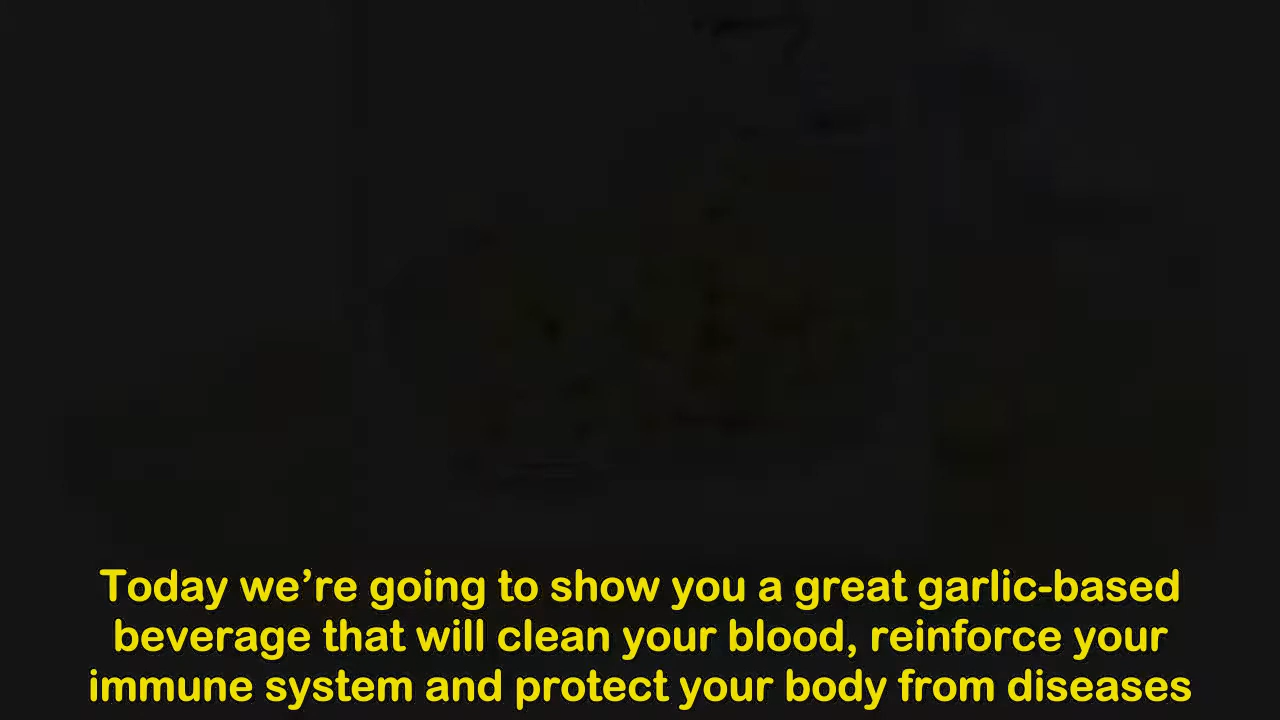 Today we’re going to show you a great garlic-based
beverage that will clean your blood, reinforce your
immune system and protect your body from diseases